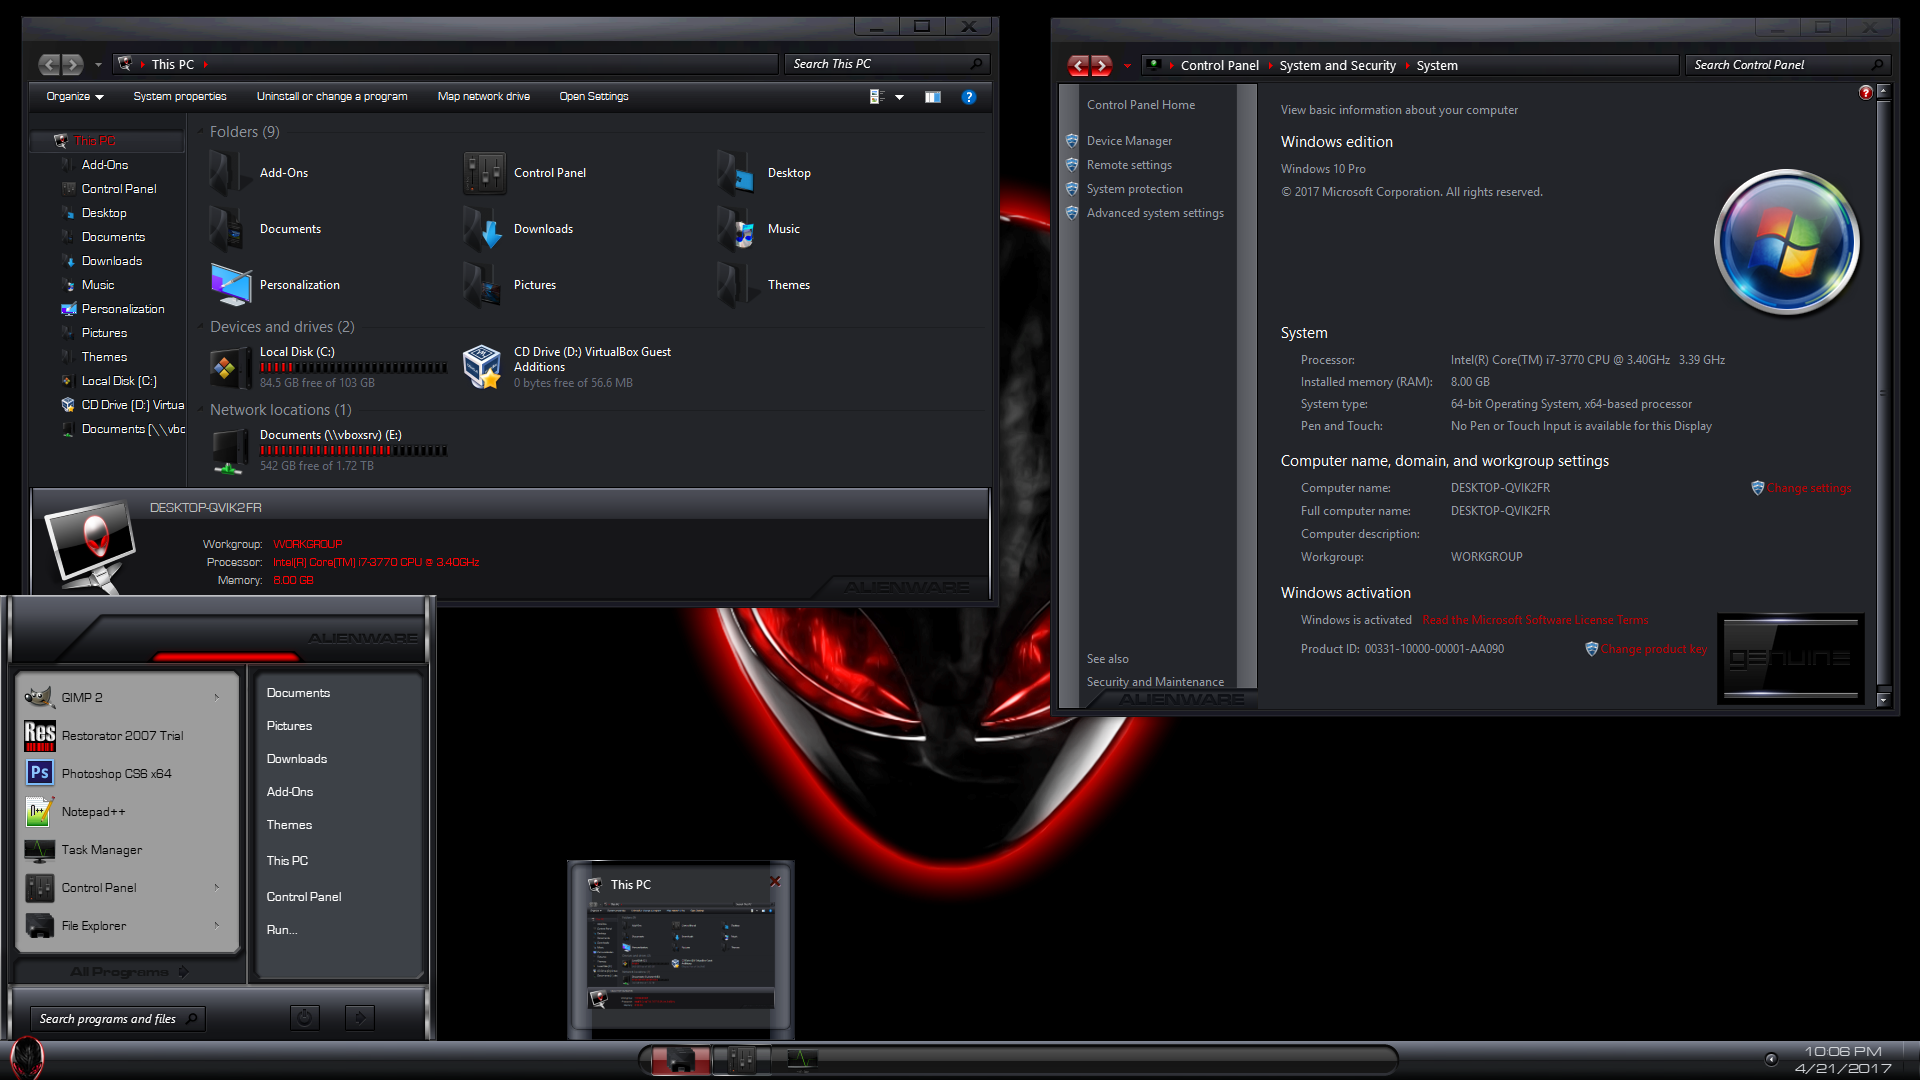 This PC
Search This PC
Organize
System properties
Uninstall or change a program
Map network drive
Open Settings
This PC
Add-Ons
Control Panel
Desktop
Documents
Downloads
Music
Personalization
Pictures
Themes
Local Disk (C:)
CD Drive (D:) Virtua
Documents (\\vbo
Folders (9)
Add-Ons
Control Panel
Desktop
Documents
Downloads
Music
Personalization
Pictures
Themes
Devices and drives (2)
Local Disk (C:)
84.5 GB free of 103 GB
CD Drive (D:) VirtualBox Guest
Additions
0 bytes free of 56.6 MB
Network locations (1)
Documents (\\vboxsrv) (E:)
542 GB free of 1.72 TB
DESKTOP-QVIK2FR
Workgroup: WORKGROUP
Processor: Intel(R) Core(TM) i7-3770 CPU @ 3.40GHz
Memory: 8.00 GB
ALIENWARE
Control Panel
System and Security
System
Search Control Panel
Control Panel Home
Device Manager
Remote settings
System protection
Advanced system settings
See also
Security and Maintenance
ALIENWARE
View basic information about your computer
Windows edition
Windows 10 Pro
© 2017 Microsoft Corporation. All rights reserved.
System
Processor: Intel(R) Core(TM) i7-3770 CPU @ 3.40GHz 3.39 GHz
Installed memory (RAM): 8.00 GB
System type: 64-bit Operating System, x64-based processor
Pen and Touch: No Pen or Touch Input is available for this Display
Computer name, domain, and workgroup settings
Computer name: DESKTOP-QVIK2FR
Change settings
Full computer name: DESKTOP-QVIK2FR
Computer description:
Workgroup: WORKGROUP
Windows activation
Windows is activated Read the Microsoft Software License Terms
Product ID: 00331-10000-00001-AA090
Change product key
genuine
ALIENWARE
GIMP 2
Res
Restorator 2007 Trial
Ps
Photoshop CS6 x64
Notepad++
Task Manager
Control Panel
File Explorer
All Programs
Search programs and files
Documents
Pictures
Downloads
Add-Ons
Themes
This PC
Control Panel
Run...
This PC
10:06 PM
4/21/2017